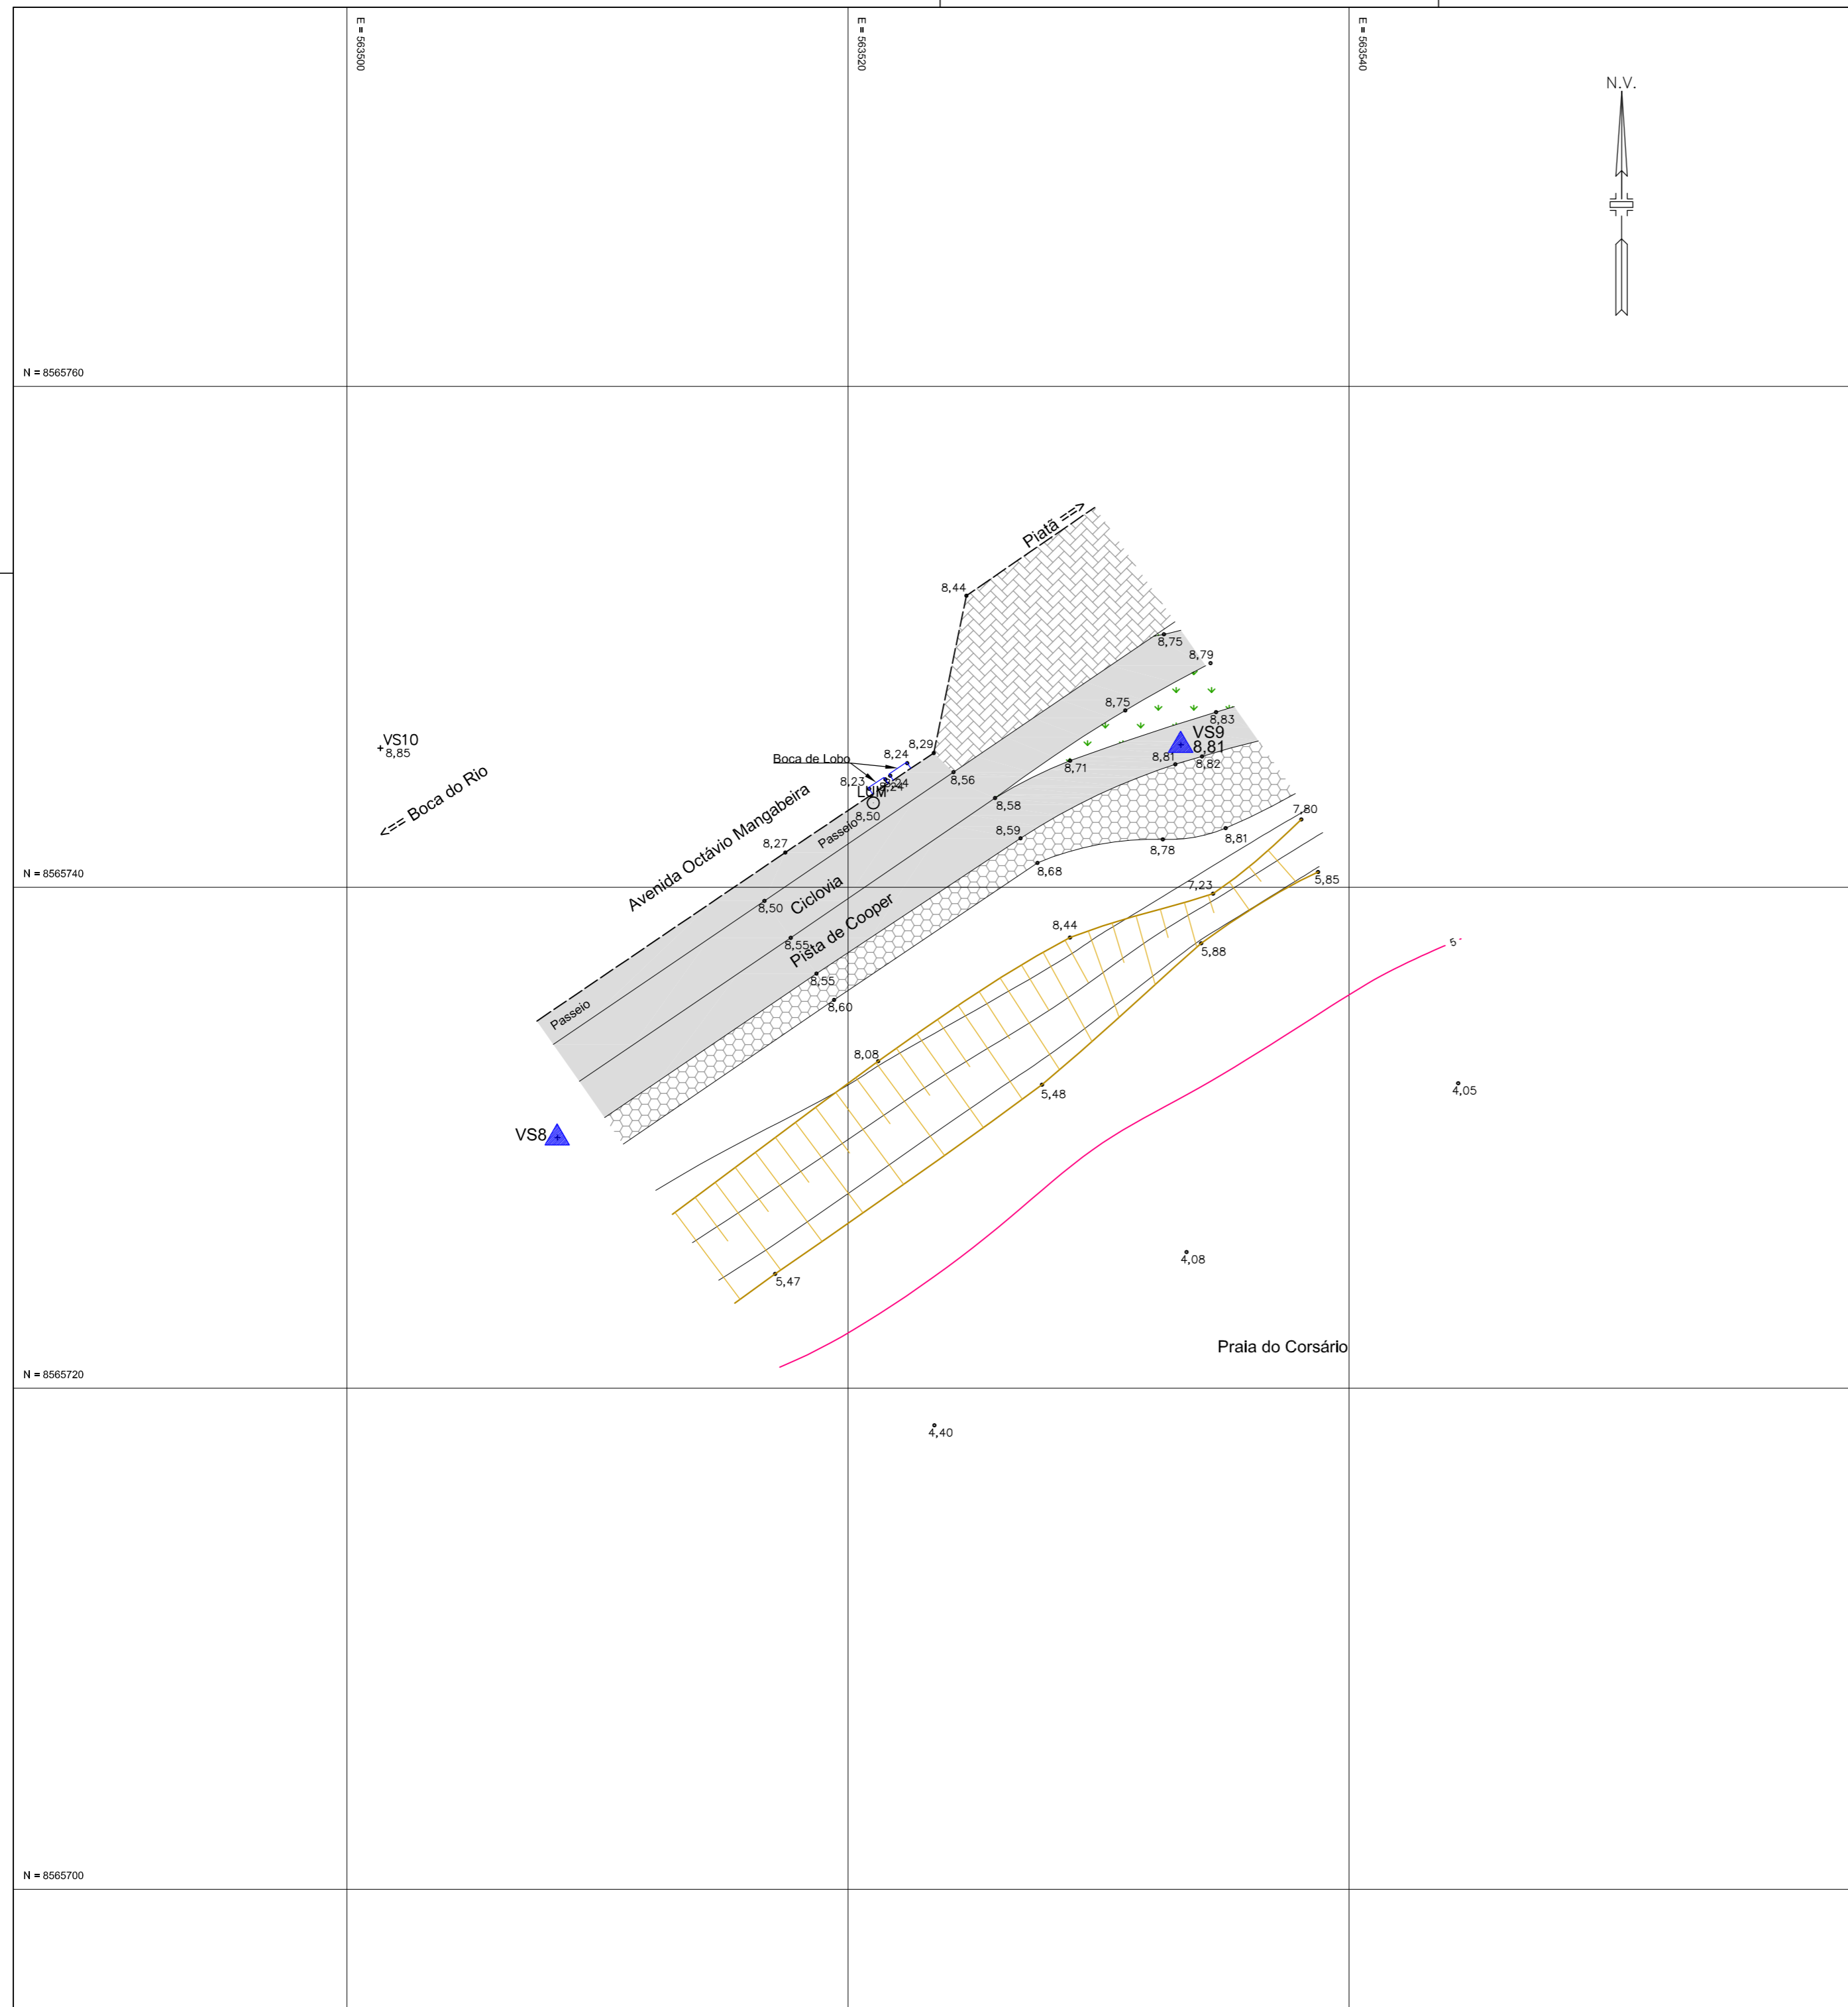 E = 563500
E = 563520
E = 563540
N.V.
N = 8565760
Piatã ==>
8,44
8,75
8,79
8,75
8,83
VS9
8,81
VS10
8,85
8,29
8,24
Boca de Lobo
8,23
8,24
8,24
LUM
8,50
8,56
8,71
8,81
8,82
<== Boca do Rio
Avenida Octávio Mangabeira
8,58
7,80
Passeio
8,59
8,78
8,81
8,27
8,68
N = 8565740
5,85
Ciclovia
7,23
8,50
8,44
Pista de Cooper
8,55
5,88
5
8,55
8,60
Passeio
8,08
5,48
4,05
VS8
4,08
5,47
Praia do Corsário
N = 8565720
4,40
N = 8565700